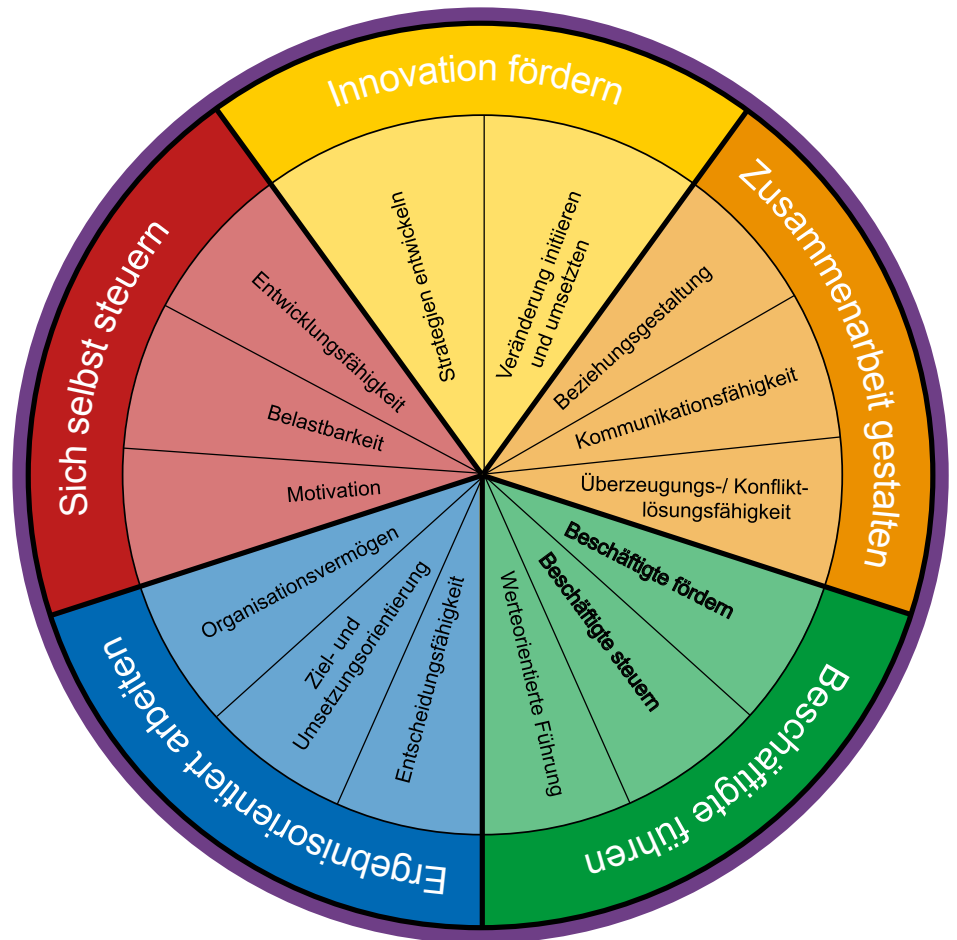 Innovation fördern
Strategien entwickeln
Veränderung initiieren
und umsetzten
Zusammenarbeit gestalten
Beziehungsgestaltung
Kommunikationsfähigkeit
Überzeugungs-/ Konflikt-
lösungsfähigkeit
Beschäftigte führen
Beschäftigte fördern
Beschäftigte steuern
Werteorientierte Führung
Ergebnisorientiert arbeiten
Entscheidungsfähigkeit
Ziel- und
Umsetzungsorientierung
Organisationsvermögen
Sich selbst steuern
Motivation
Belastbarkeit
Entwicklungsfähigkeit